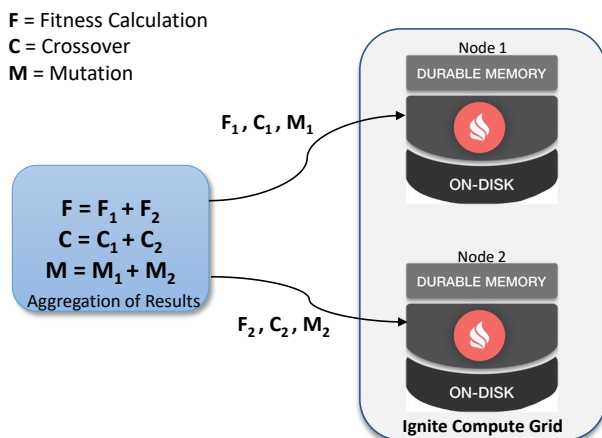 F = Fitness Calculation
C = Crossover
M = Mutation
Node 1
DURABLE MEMORY
ON-DISK
F₁ , C₁ , M₁
F = F₁ + F₂
C = C₁ + C₂
M = M₁ + M₂
Aggregation of Results
F₂ , C₂ , M₂
Node 2
DURABLE MEMORY
ON-DISK
Ignite Compute Grid